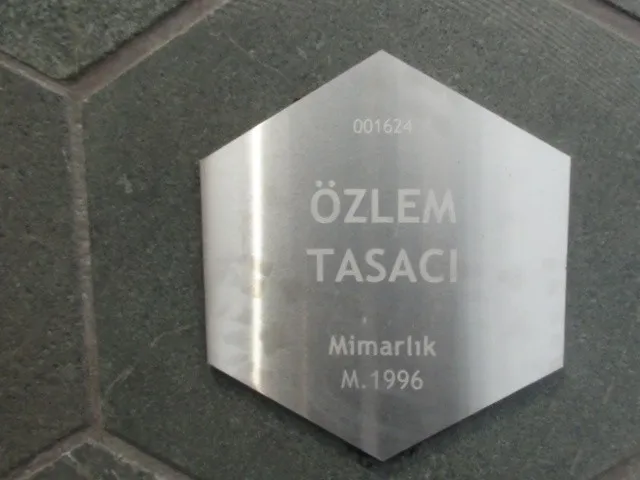 001624
ÖZLEM
TASACI
Mimarlık
M.1996